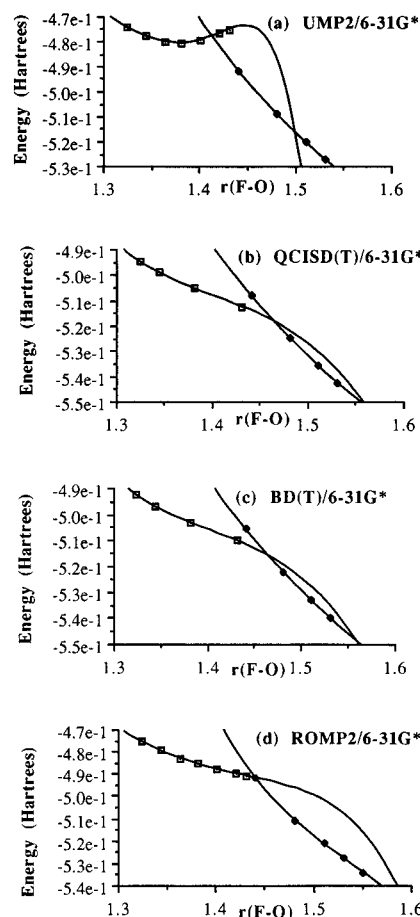 (a) UMP2/6-31G*
Energy (Hartrees)
-4.7e-1
-4.8e-1
-4.9e-1
-5.0e-1
-5.1e-1
-5.2e-1
-5.3e-1
1.3 1.4 1.5 1.6
r(F-O)
(b) QCISD(T)/6-31G*
Energy (Hartrees)
-4.9e-1
-5.0e-1
-5.1e-1
-5.2e-1
-5.3e-1
-5.4e-1
-5.5e-1
1.3 1.4 1.5 1.6
r(F-O)
(c) BD(T)/6-31G*
Energy (Hartrees)
-4.9e-1
-5.0e-1
-5.1e-1
-5.2e-1
-5.3e-1
-5.4e-1
-5.5e-1
1.3 1.4 1.5 1.6
r(F-O)
(d) ROMP2/6-31G*
Energy (Hartrees)
-4.7e-1
-4.8e-1
-4.9e-1
-5.0e-1
-5.1e-1
-5.2e-1
-5.3e-1
-5.4e-1
1.3 1.4 1.5 1.6
r(F-O)